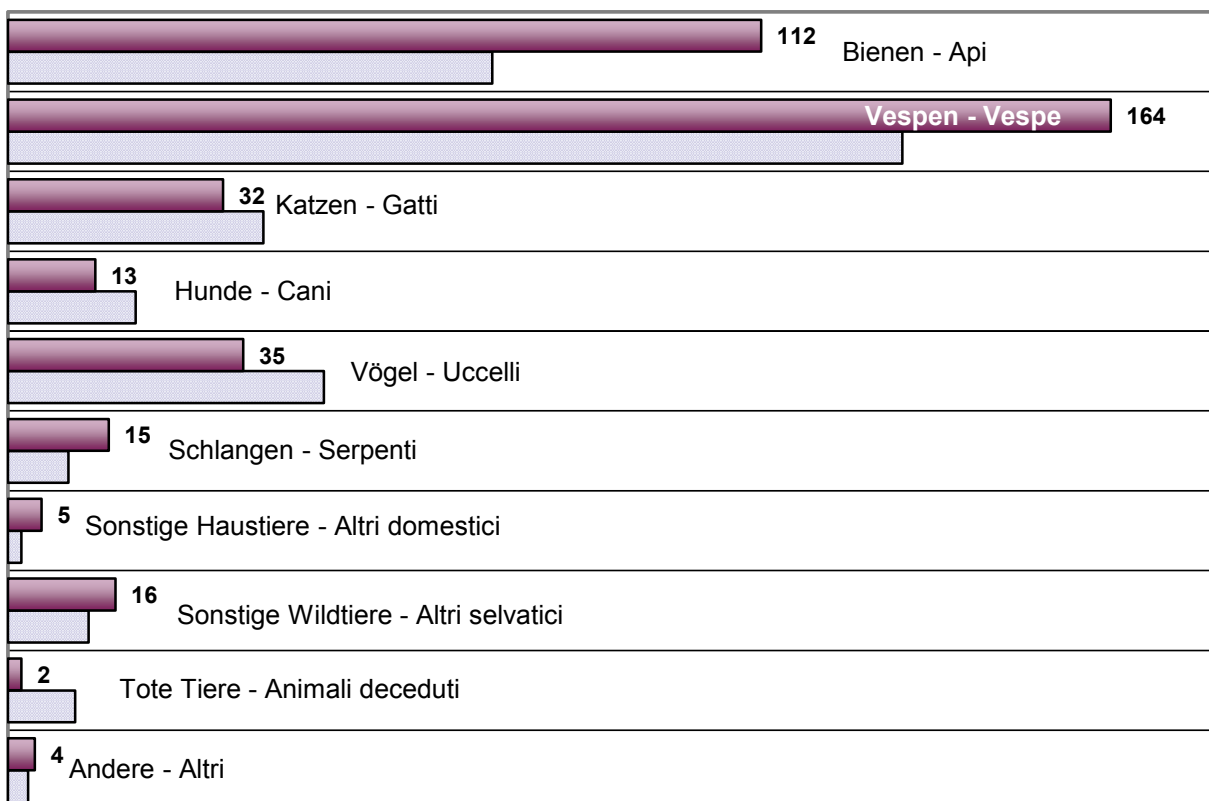 112 Bienen - Api
Vespen - Vespe 164
32 Katzen - Gatti
13 Hunde - Cani
35 Vögel - Uccelli
15 Schlangen - Serpenti
5 Sonstige Haustiere - Altri domestici
16 Sonstige Wildtiere - Altri selvatici
2 Tote Tiere - Animali deceduti
4 Andere - Altri